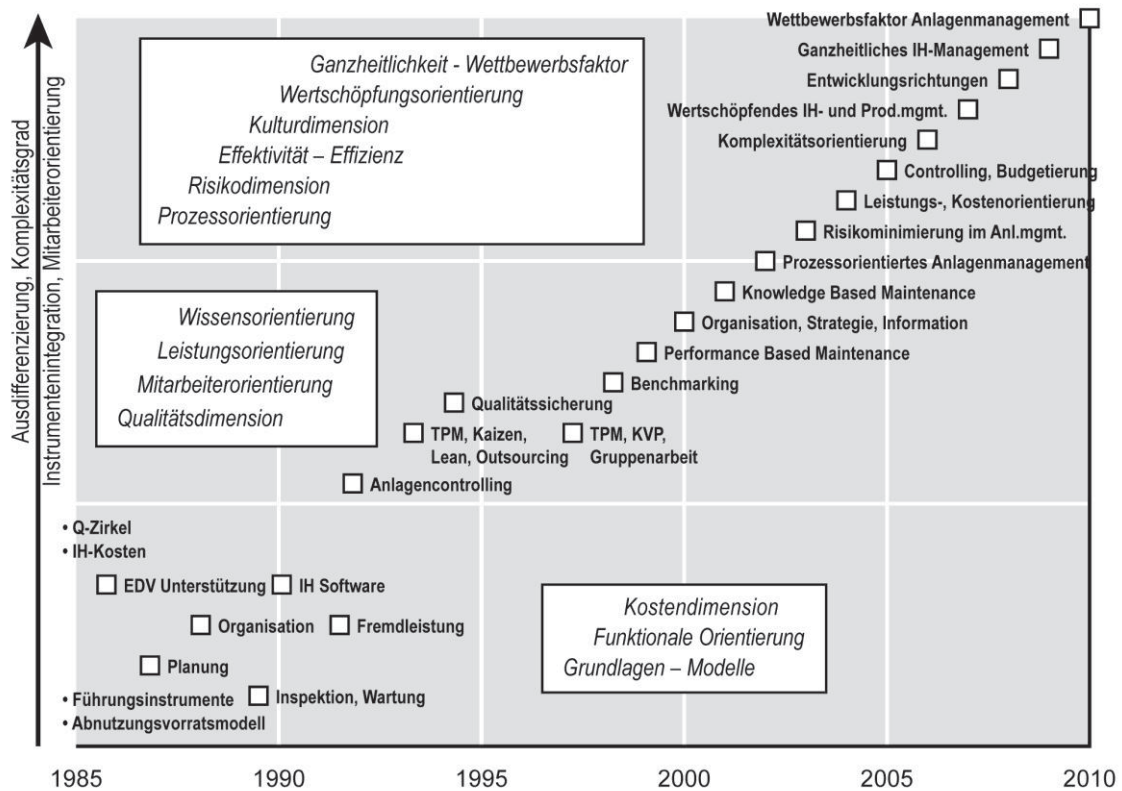 Ausdifferenzierung, Komplexitätsgrad
Instrumentenintegration, Mitarbeiterorientierung
Wettbewerbsfaktor Anlagenmanagement
Ganzheitliches IH-Management
Entwicklungsrichtungen
Wertschöpfendes IH- und Prod.mgmt.
Komplexitätsorientierung
Controlling, Budgetierung
Leistungs-, Kostenorientierung
Risikominimierung im Anl.mgmt.
Prozessorientiertes Anlagenmanagement
Knowledge Based Maintenance
Organisation, Strategie, Information
Performance Based Maintenance
Benchmarking
Qualitätssicherung
TPM, Kaizen,
Lean, Outsourcing
TPM, KVP,
Gruppenarbeit
Anlagencontrolling
Ganzheitlichkeit - Wettbewerbsfaktor
Wertschöpfungsorientierung
Kulturdimension
Effektivität – Effizienz
Risikodimension
Prozessorientierung
Wissensorientierung
Leistungsorientierung
Mitarbeiterorientierung
Qualitätsdimension
• Q-Zirkel
• IH-Kosten
EDV Unterstützung
IH Software
Organisation
Fremdleistung
Planung
• Führungsinstrumente
Inspektion, Wartung
• Abnutzungsvorratsmodell
Kostendimension
Funktionale Orientierung
Grundlagen – Modelle
1985 1990 1995 2000 2005 2010